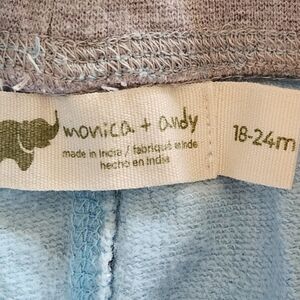 monica + andy
made in India / fabriqué en Inde
hecho en India
18-24m